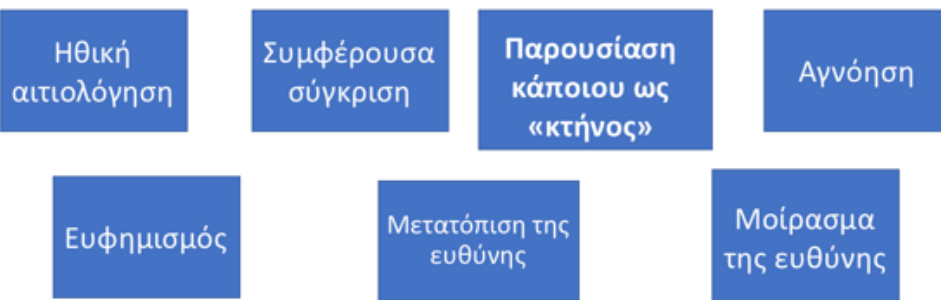 Ηθική
αιτιολόγηση
Συμφέρουσα
σύγκριση
Παρουσίαση
κάποιου ως
«κτήνος»
Αγνόηση
Ευφημισμός
Μετατόπιση της
ευθύνης
Μοίρασμα
της ευθύνης